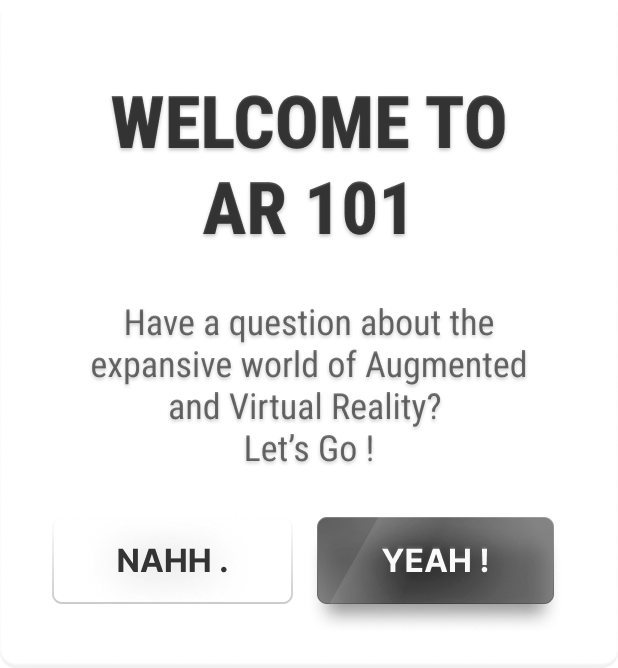 WELCOME TO
AR 101
Have a question about the
expansive world of Augmented
and Virtual Reality?
Let’s Go !
NAHH .
YEAH !